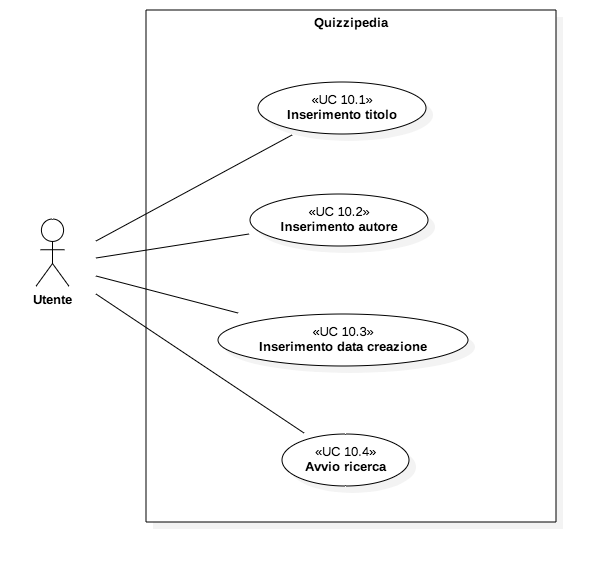 Quizzipedia
«UC 10.1»
Inserimento titolo
«UC 10.2»
Inserimento autore
Utente
«UC 10.3»
Inserimento data creazione
«UC 10.4»
Avvio ricerca